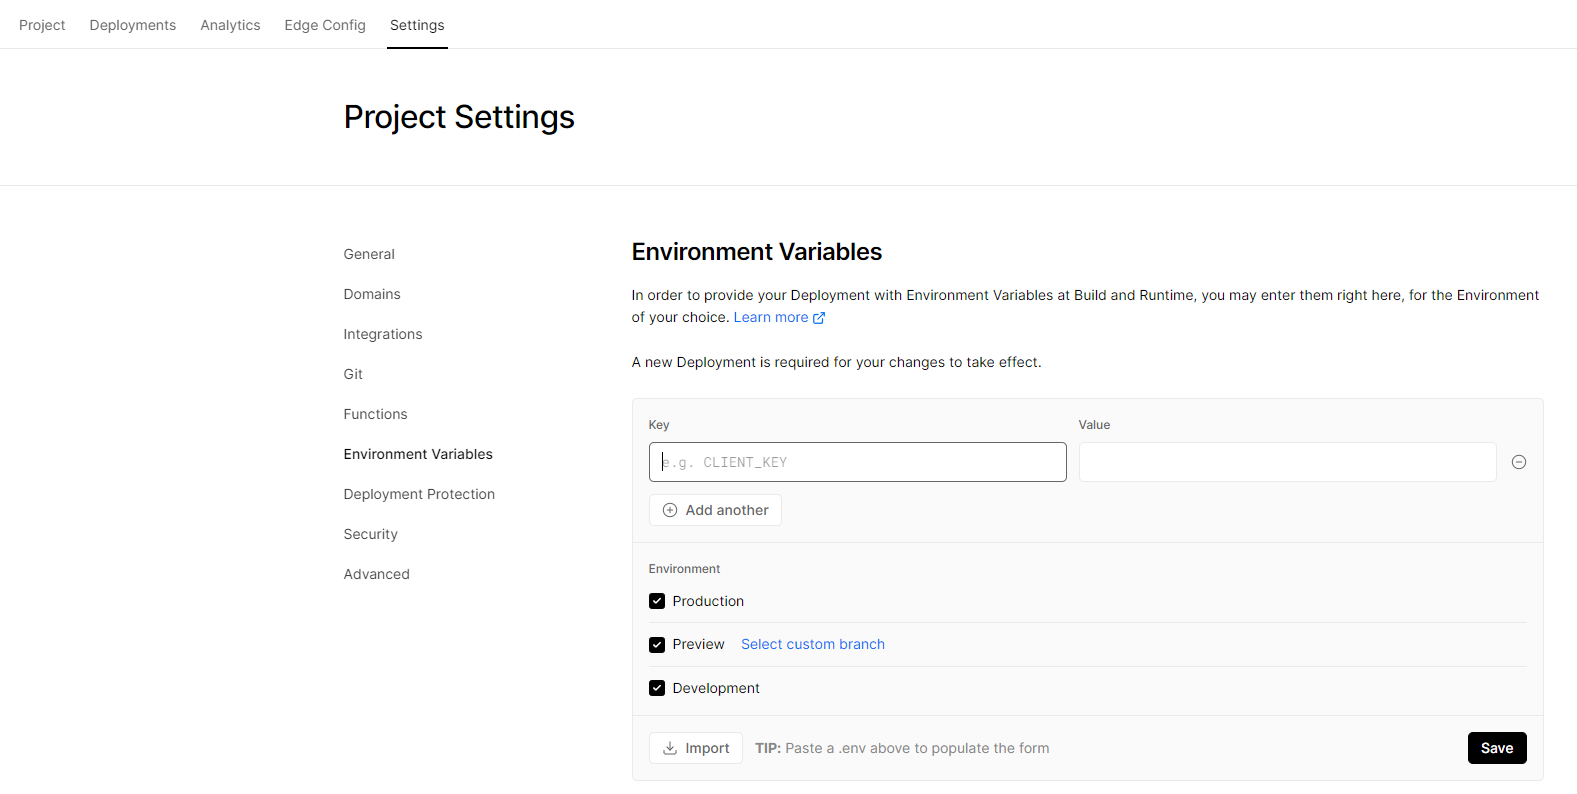 Project Deployments Analytics Edge Config Settings
Project Settings
General
Domains
Integrations
Git
Functions
Environment Variables
Deployment Protection
Security
Advanced
Environment Variables
In order to provide your Deployment with Environment Variables at Build and Runtime, you may enter them right here, for the Environment
of your choice. Learn more
A new Deployment is required for your changes to take effect.
Key Value
e.g. CLIENT_KEY
Add another
Environment
Production
Preview Select custom branch
Development
Import TIP: Paste a .env above to populate the form Save